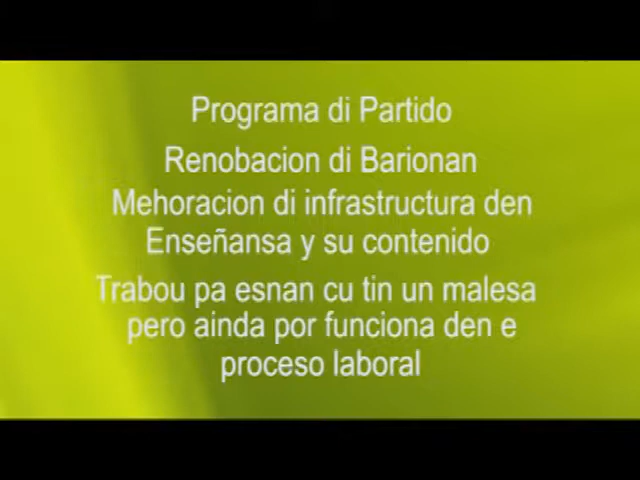 Programa di Partido
Renobacion di Barionan
Mehoracion di infrastructura den
Enseñansa y su contenido
Trabou pa esnan cu tin un malesa
pero ainda por funciona den e
proceso laboral